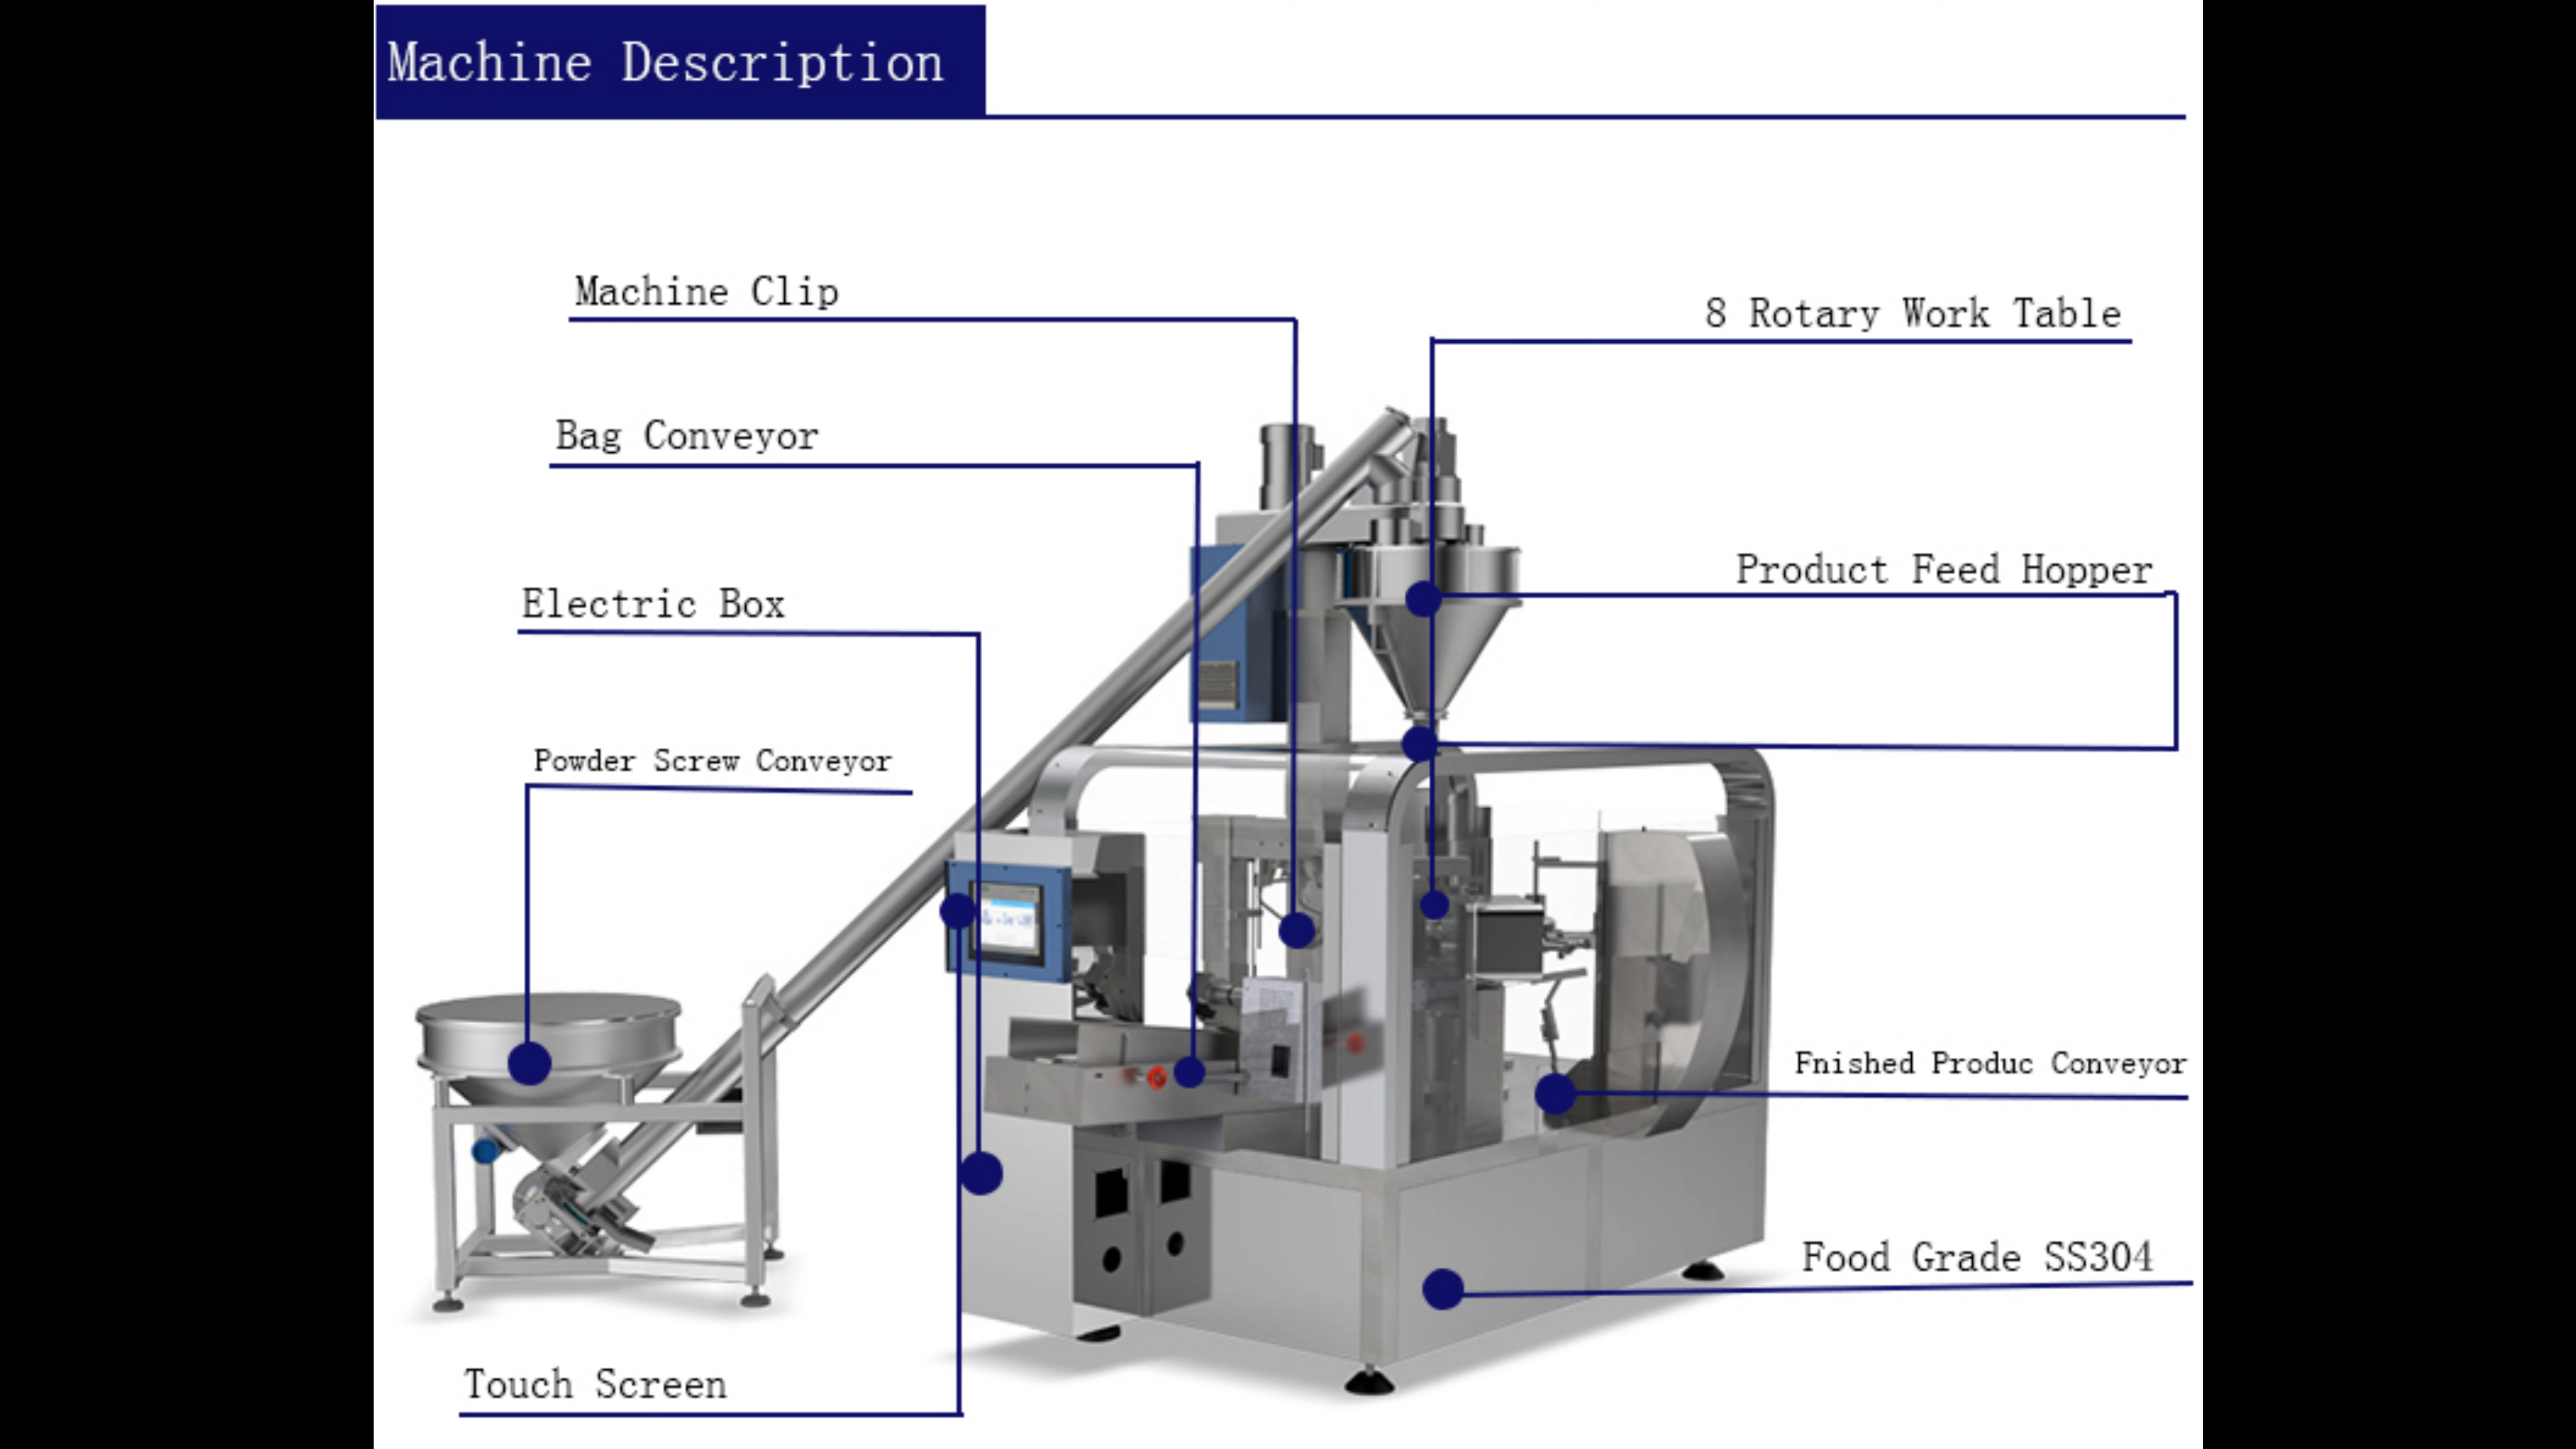 Machine Description
Machine Clip
8 Rotary Work Table
Bag Conveyor
Product Feed Hopper
Electric Box
Powder Screw Conveyor
Fnished Produc Conveyor
Food Grade SS304
Touch Screen